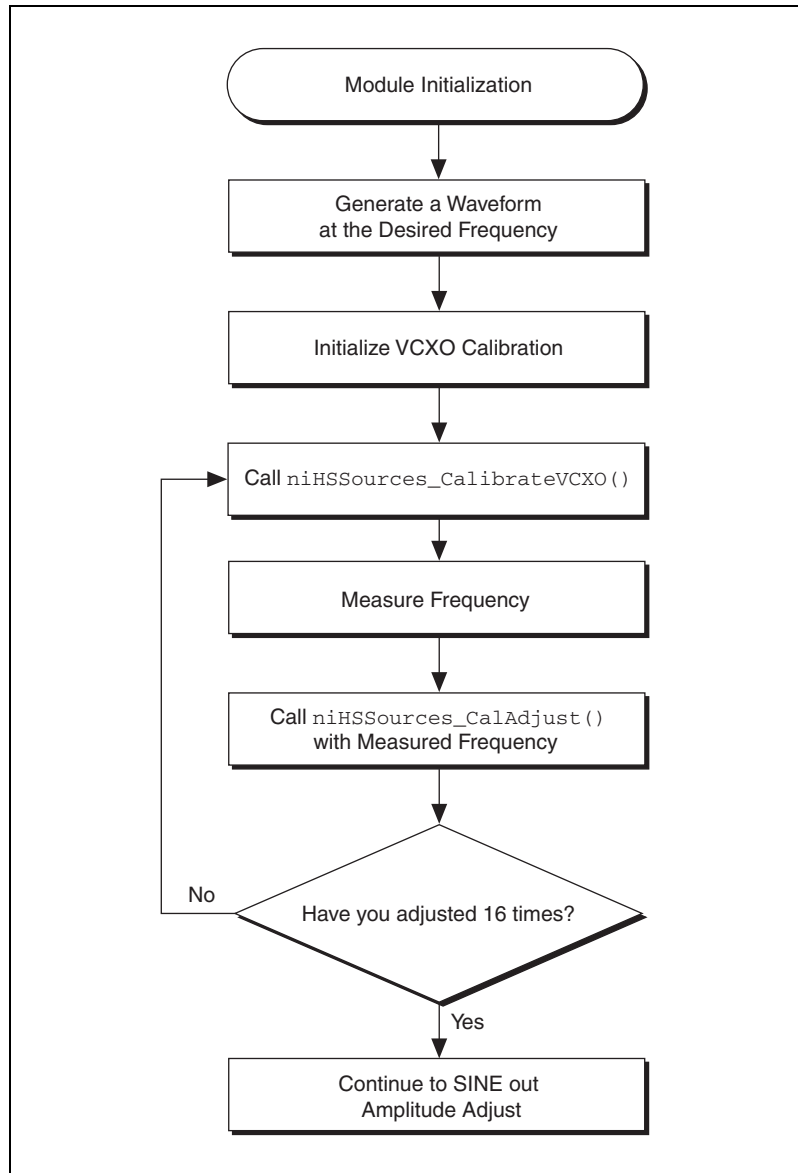 Module Initialization
Generate a Waveform
at the Desired Frequency
Initialize VCXO Calibration
Call niHSSources_CalibrateVCXO()
Measure Frequency
Call niHSSources_CalAdjust()
with Measured Frequency
Have you adjusted 16 times?
No
Yes
Continue to SINE out
Amplitude Adjust